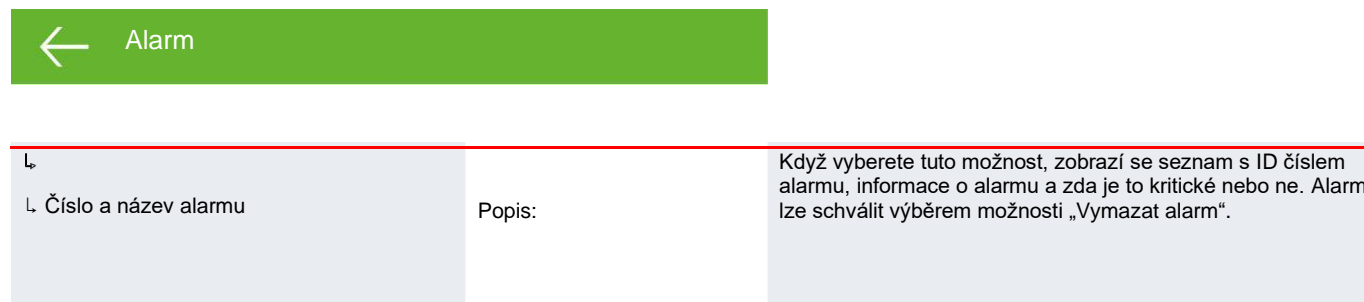 Alarm
↳
↳ Číslo a název alarmu
Popis:
Když vyberete tuto možnost, zobrazí se seznam s ID číslem
alarmu, informace o alarmu a zda je to kritické nebo ne. Alarm
lze schválit výběrem možnosti „Vymazat alarm“.